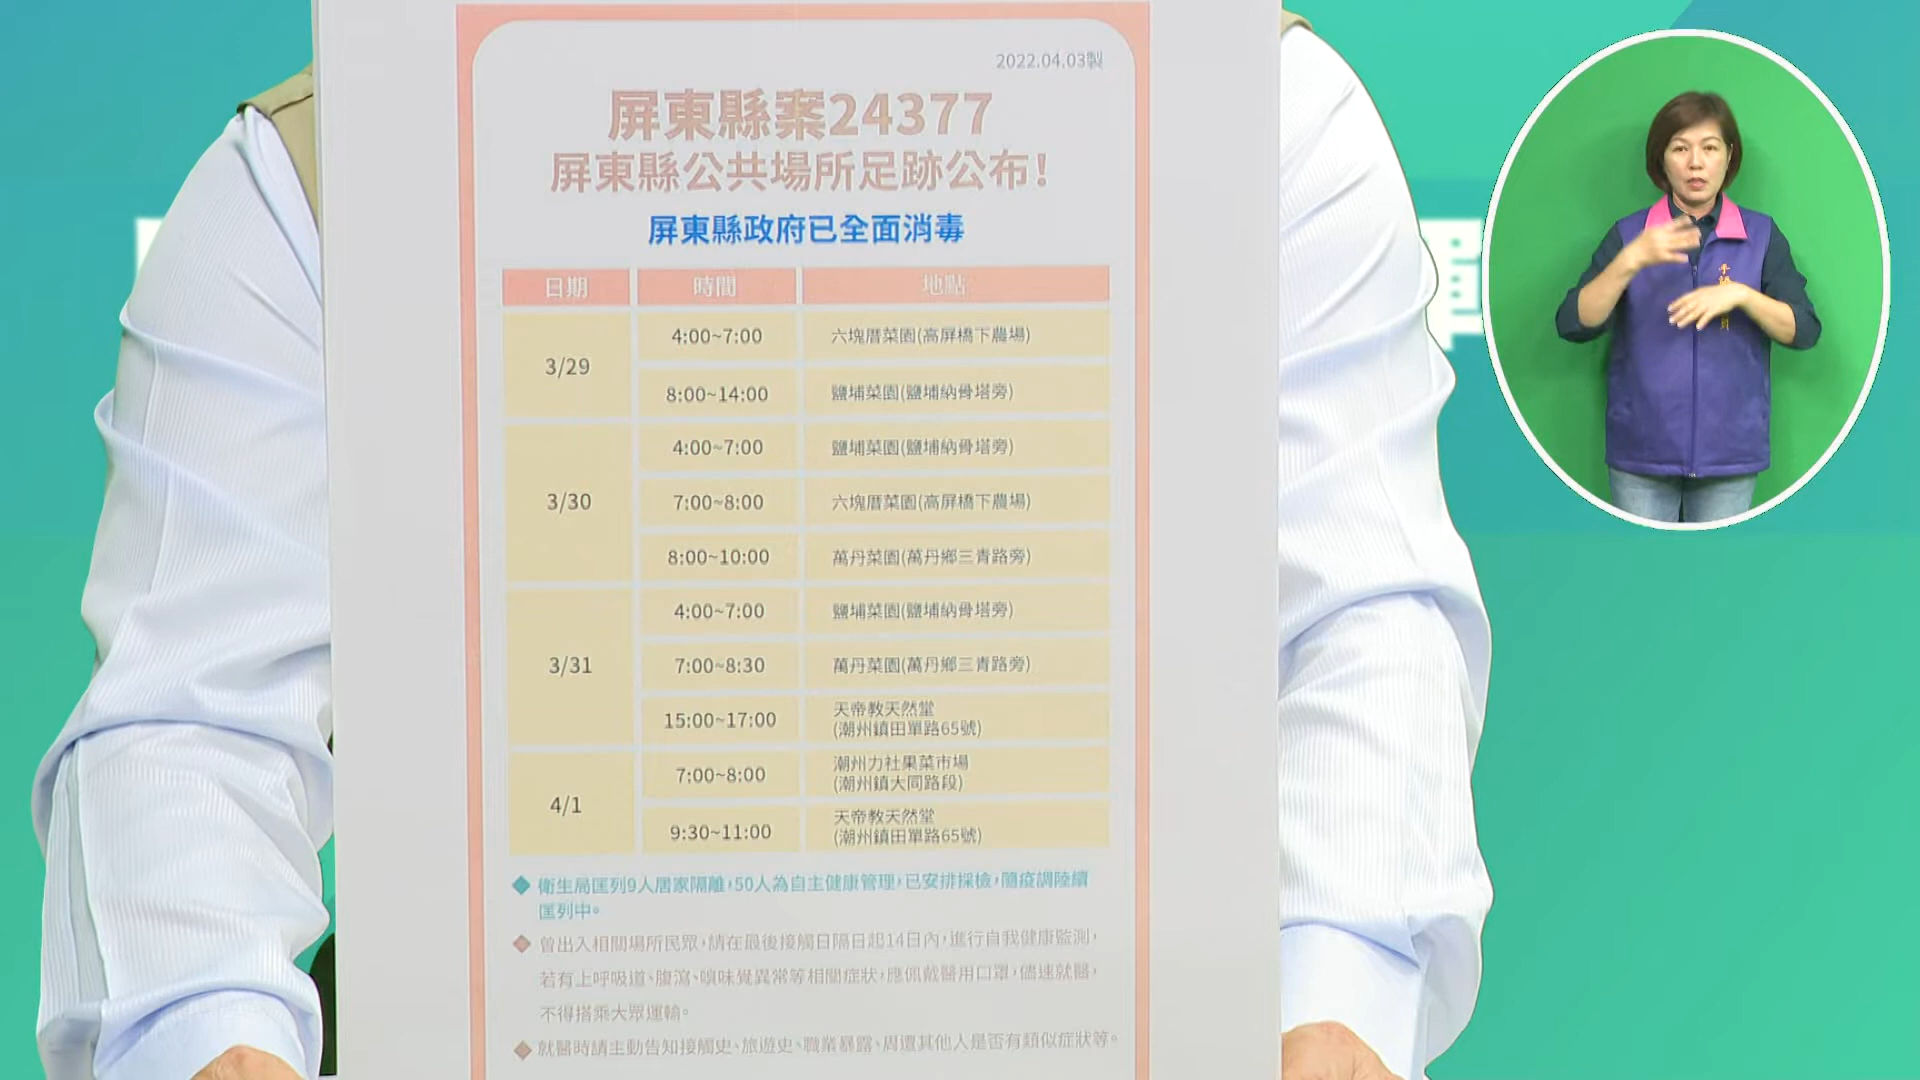 2022.04.03製
屏東縣案24377
屏東縣公共場所足跡公布!
屏東縣政府已全面消毒
日期 時間 地點
3/29
4:00~7:00 六塊厝菜園(高屏橋下農場)
8:00~14:00 鹽埔菜園(鹽埔納骨塔旁)
3/30
4:00~7:00 鹽埔菜園(鹽埔納骨塔旁)
7:00~8:00 六塊厝菜園(高屏橋下農場)
8:00~10:00 萬丹菜園(萬丹鄉三青路旁)
3/31
4:00~7:00 鹽埔菜園(鹽埔納骨塔旁)
7:00~8:30 萬丹菜園(萬丹鄉三青路旁)
15:00~17:00 天帝教天然堂
(潮州鎮田單路65號)
4/1
7:00~8:00 潮州力社果菜市場
(潮州鎮大同路段)
9:30~11:00 天帝教天然堂
(潮州鎮田單路65號)
◆ 衛生局匡列9人居家隔離,50人為自主健康管理,已安排採檢,隨疫調陸續
匡列中。
◆ 曾出入相關場所民眾,請在最後接觸日隔日起14日內,進行自我健康監測,
若有上呼吸道、腹瀉、嗅味覺異常等相關症狀,應佩戴醫用口罩,儘速就醫,
不得搭乘大眾運輸。
◆ 就醫時請主動告知接觸史、旅遊史、職業暴露、周遭其他人是否有類似症狀等。